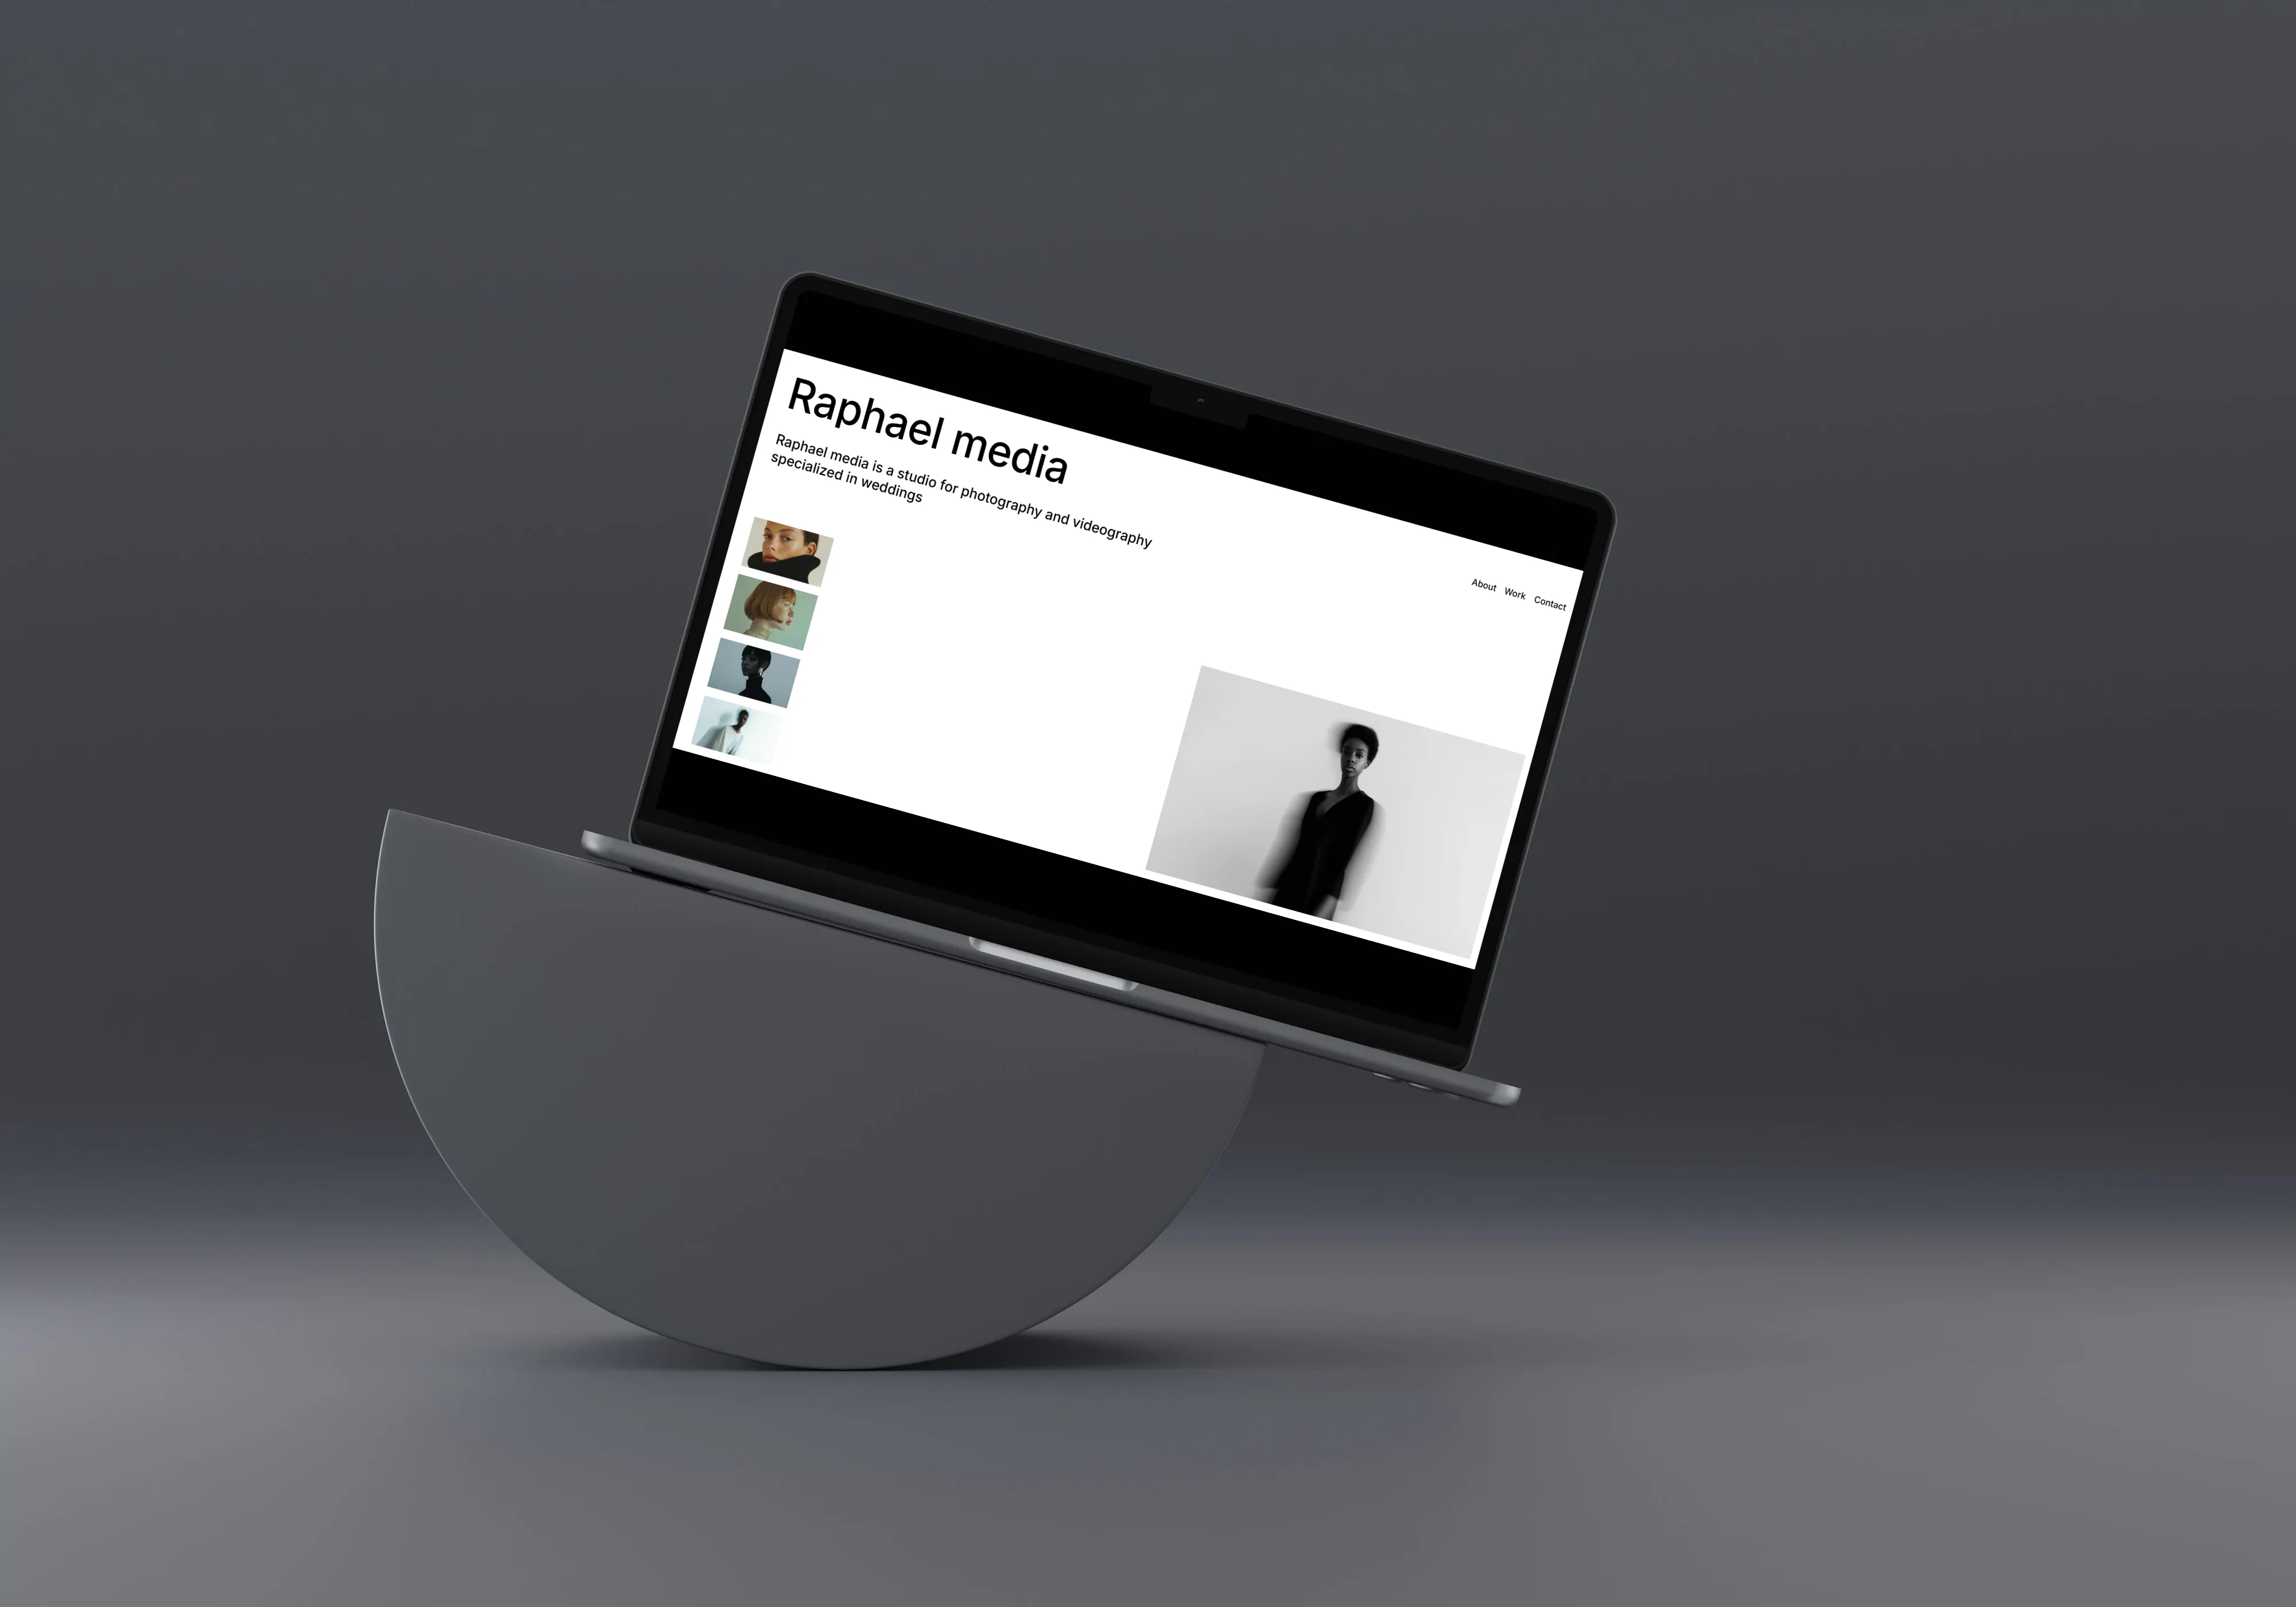 Raphael media
Raphael media is a studio for photography and videography
specialized in weddings
About Work Contact